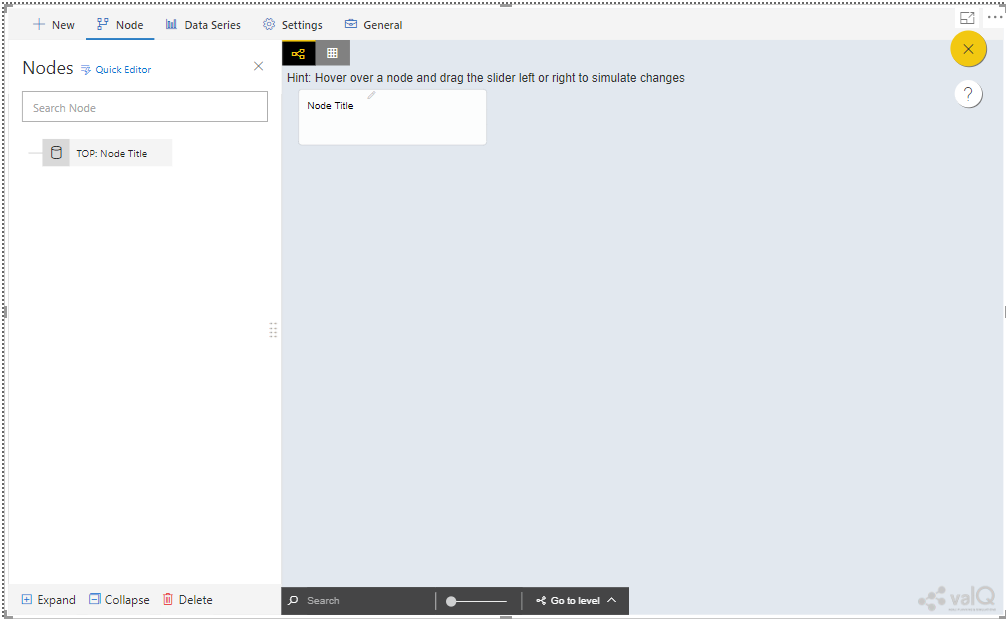 New Node Data Series Settings General
Nodes Quick Editor
Search Node
TOP: Node Title
Hint: Hover over a node and drag the slider left or right to simulate changes
Node Title
?
Expand Collapse Delete
Search
Go to level
valQ